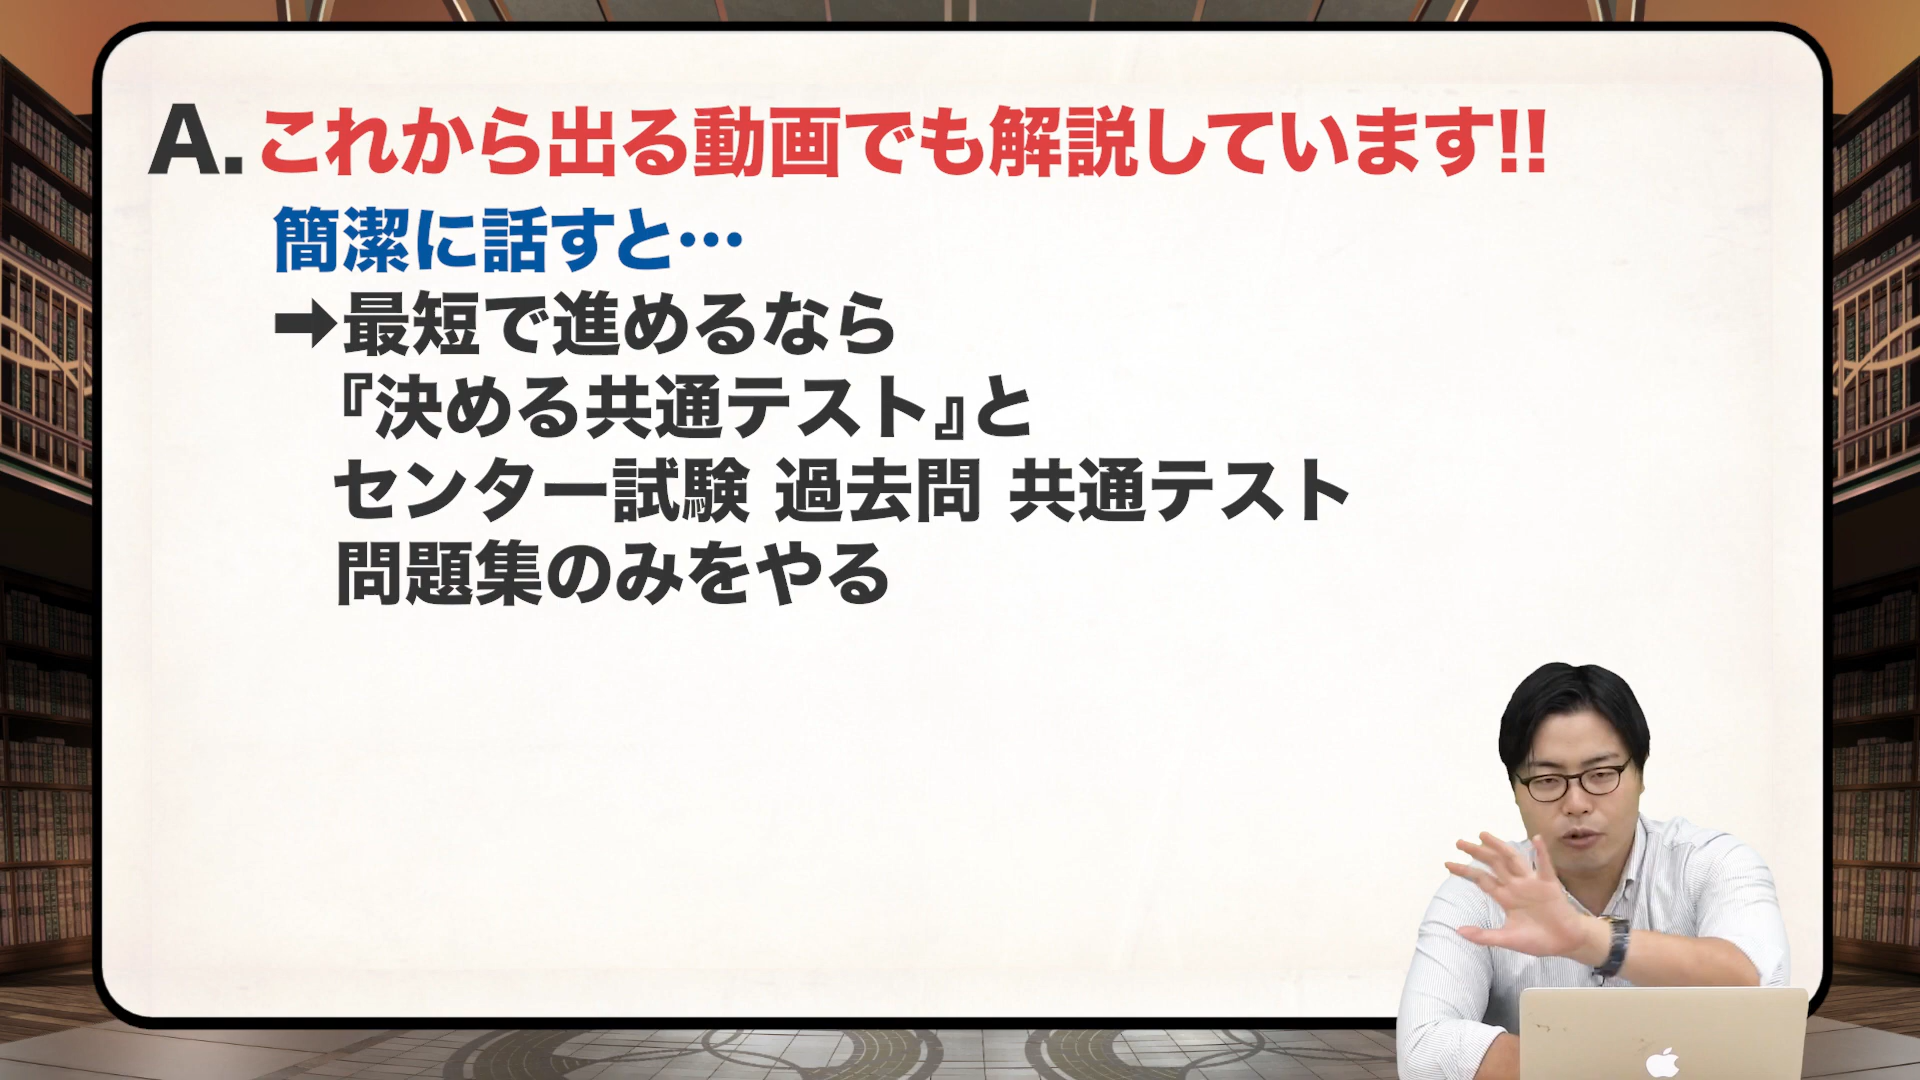 A.これから出る動画でも解説しています!!
簡潔に話すと…
➡最短で進めるなら
『決める共通テスト』と
センター試験 過去問 共通テスト
問題集のみをやる